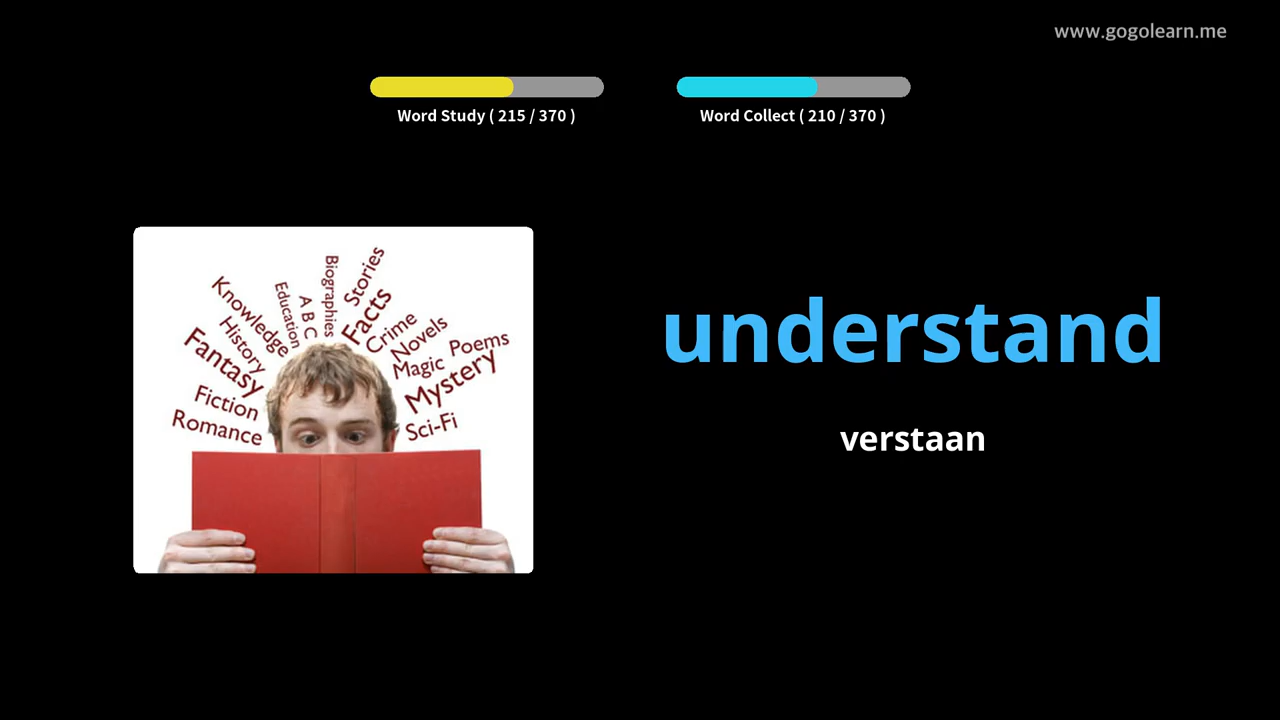 www.gogolearn.me
Word Study ( 215 / 370 )
Word Collect ( 210 / 370 )
Knowledge
Education
A B C
Biographies
Stories
Facts
Crime
Novels
Poems
History
Fantasy
Magic
Mystery
Fiction
Romance
Sci-Fi
understand
verstaan